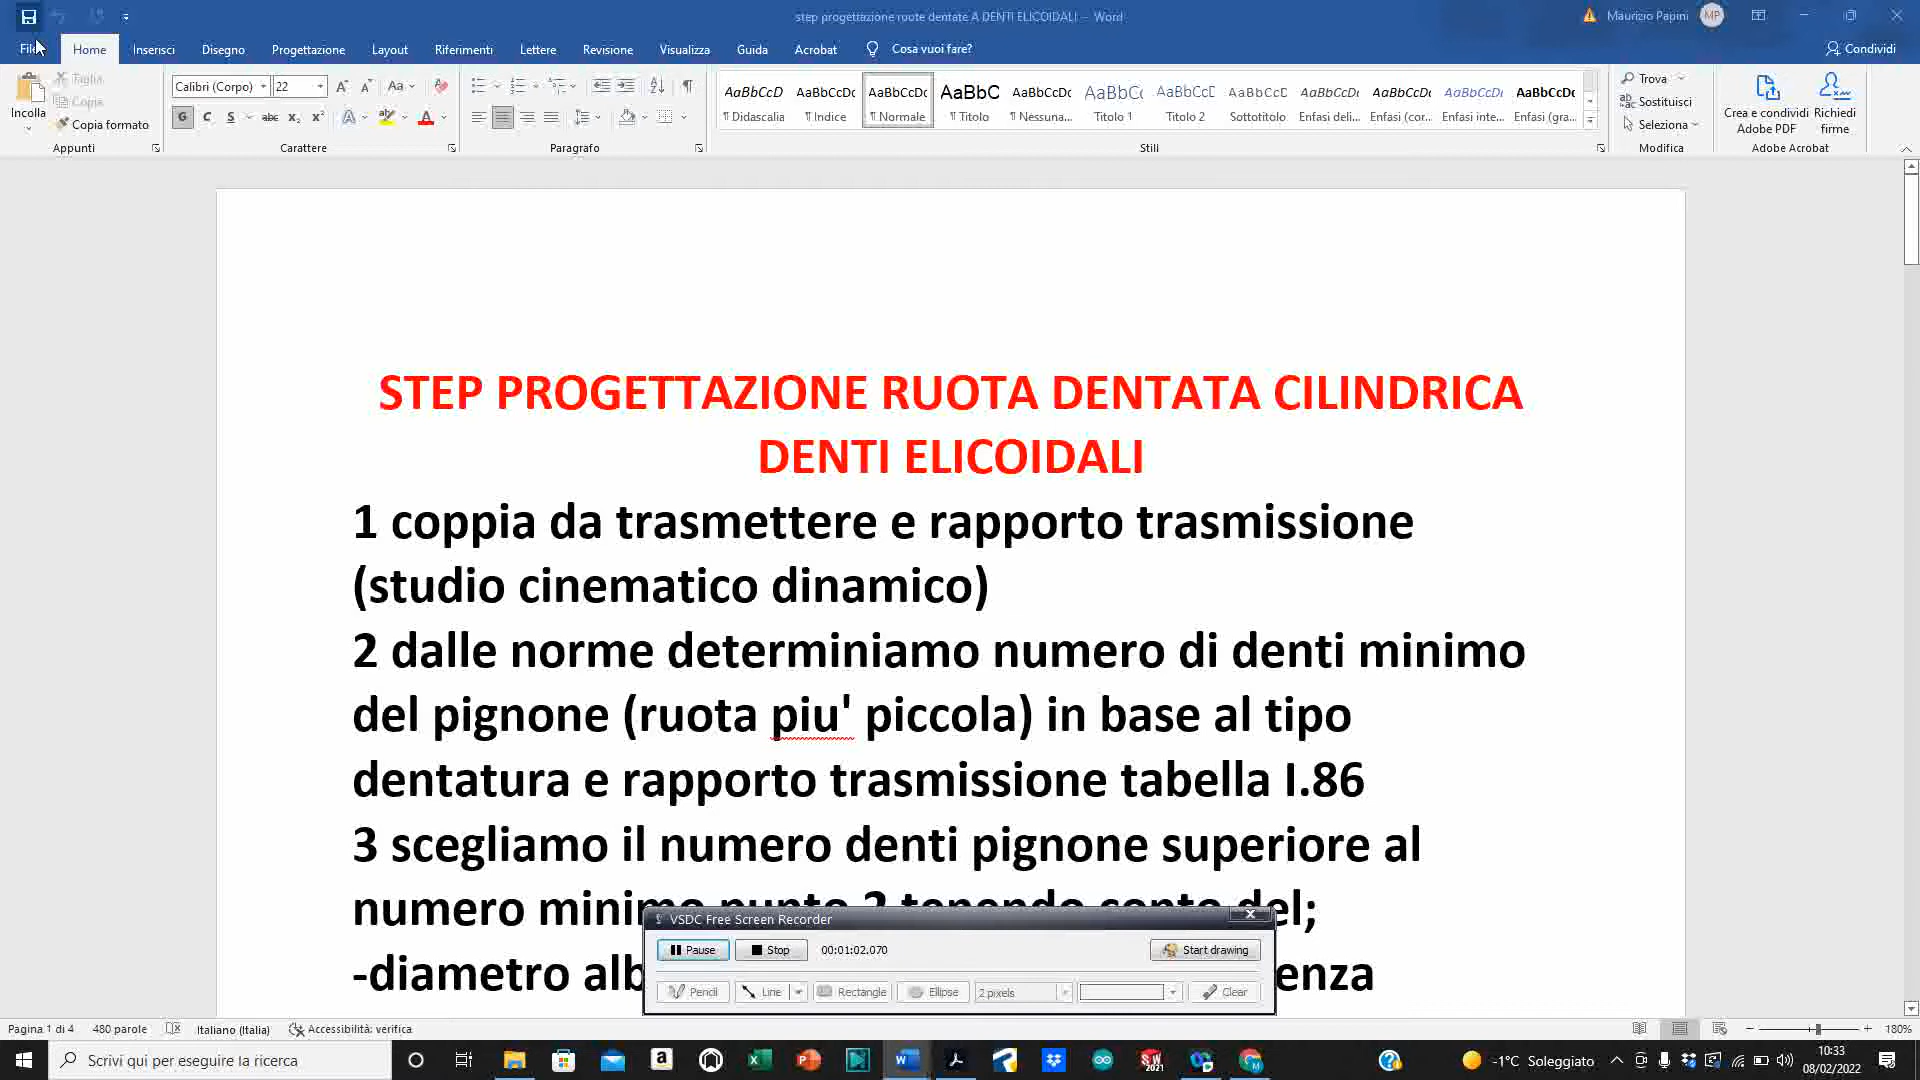 step progettazione ruote dentate A DENTI ELICOIDALI – Word
Maurizio Papini
MP
File
Home
Inserisci
Disegno
Progettazione
Layout
Riferimenti
Lettere
Revisione
Visualizza
Guida
Acrobat
Cosa vuoi fare?
Condividi
Incolla
Taglia
Copia
Copia formato
Appunti
Calibri (Corpo)
22
Carattere
Paragrafo
AaBbCcD
AaBbCcDc
AaBbCcDc
AaBbC
AaBbCcDc
AaBbCc
AaBbCcD
AaBbCcD
AaBbCcDc
AaBbCcDc
AaBbCcDc
AaBbCcDc
¶ Didascalia
¶ Indice
¶ Normale
¶ Titolo
¶ Nessuna...
Titolo 1
Titolo 2
Sottotitolo
Enfasi deli...
Enfasi (cor...
Enfasi inte...
Enfasi (gra...
Stili
Trova
Sostituisci
Seleziona
Modifica
Crea e condividi
Adobe PDF
Richiedi
firme
Adobe Acrobat
STEP PROGETTAZIONE RUOTA DENTATA CILINDRICA
DENTI ELICOIDALI
1 coppia da trasmettere e rapporto trasmissione
(studio cinematico dinamico)
2 dalle norme determiniamo numero di denti minimo
del pignone (ruota piu' piccola) in base al tipo
dentatura e rapporto trasmissione tabella I.86
3 scegliamo il numero denti pignone superiore al
numero minimo punto 2 tenendo conto del;
-diametro alb
enza
VSDC Free Screen Recorder
Pause
Stop
00:01:02.070
Start drawing
Pencil
Line
Rectangle
Ellipse
2 pixels
Clear
Pagina 1 di 4
480 parole
Italiano (Italia)
Accessibilità: verifica
180%
Scrivi qui per eseguire la ricerca
-1°C Soleggiato
10:33
08/02/2022